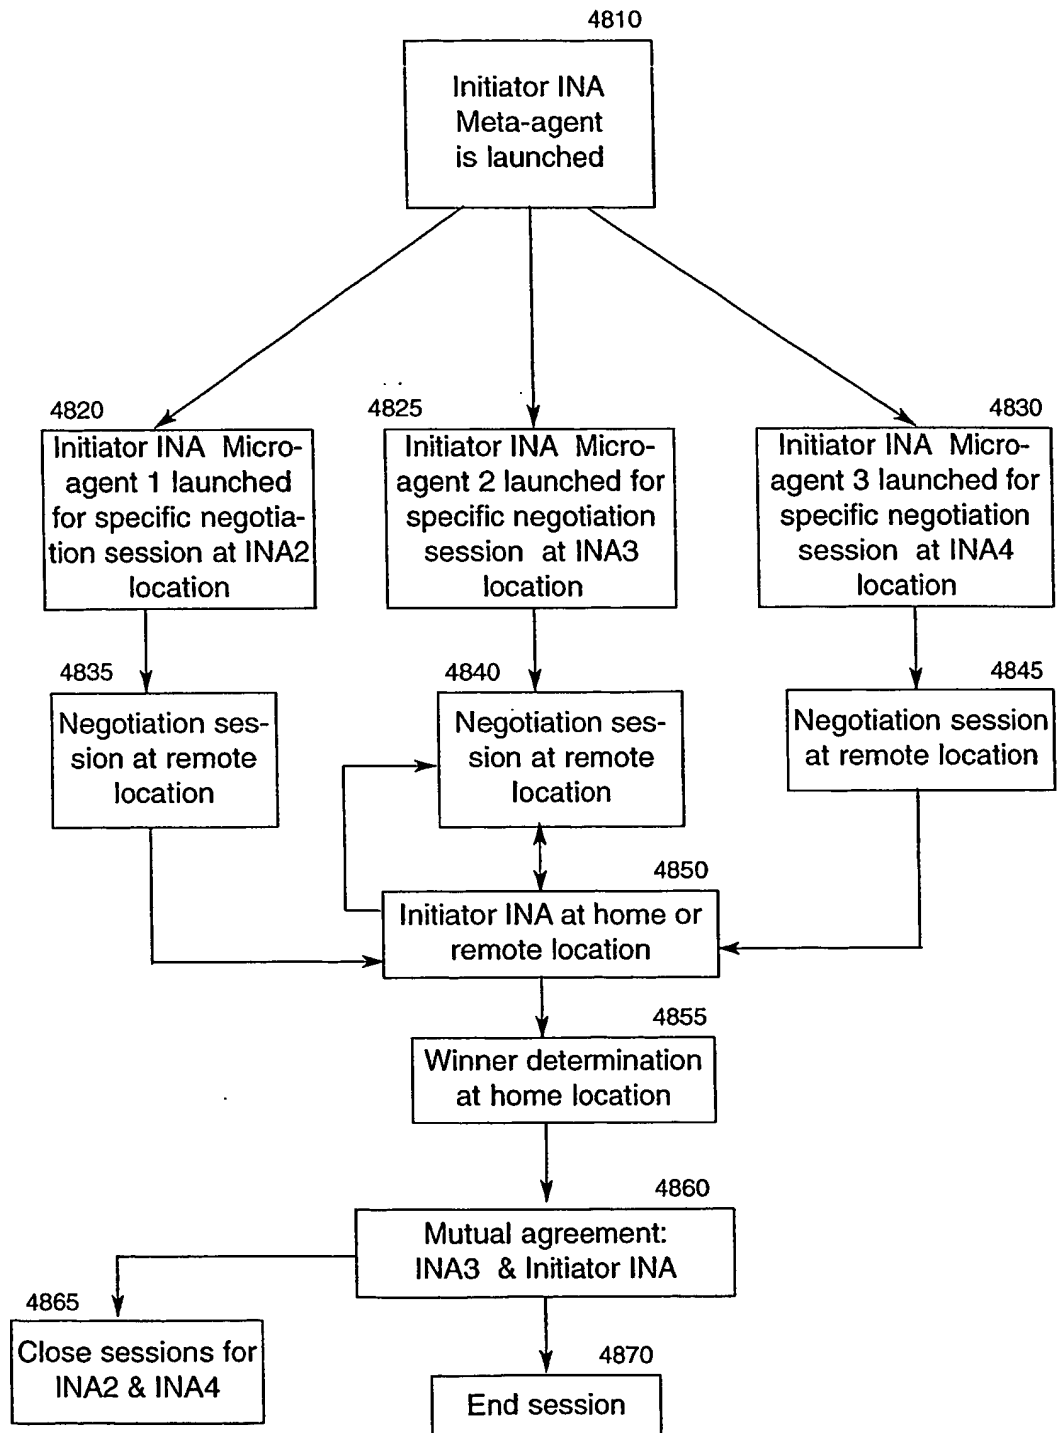 4810
Initiator INA
Meta-agent
is launched
4820
Initiator INA Micro-
agent 1 launched
for specific negotia-
tion session at INA2
location
4825
Initiator INA Micro-
agent 2 launched for
specific negotiation
session at INA3
location
4830
Initiator INA Micro-
agent 3 launched for
specific negotiation
session at INA4
location
4835
Negotiation ses-
sion at remote
location
4840
Negotiation ses-
sion at remote
location
4845
Negotiation session
at remote location
4850
Initiator INA at home or
remote location
4855
Winner determination
at home location
4860
Mutual agreement:
INA3 & Initiator INA
4865
Close sessions for
INA2 & INA4
4870
End session